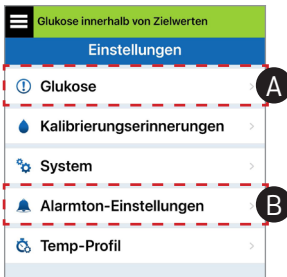 Glukose innerhalb von Zielwerten
Einstellungen
Glukose
A
Kalibrierungserinnerungen
System
Alarmton-Einstellungen
B
Temp-Profil